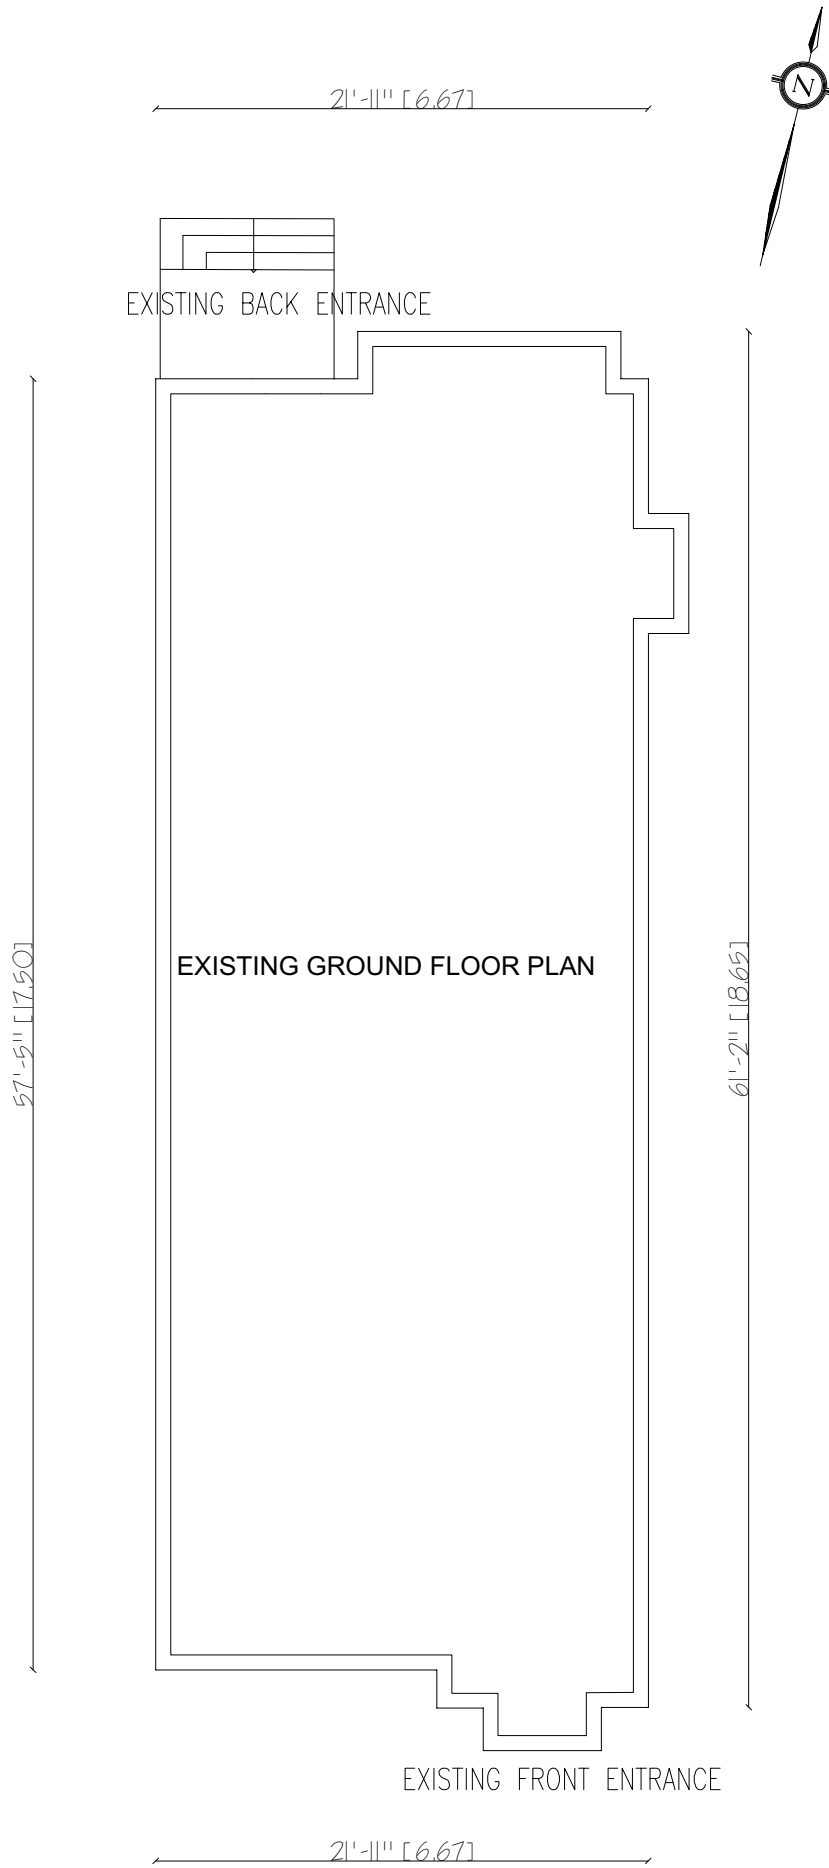 N
21'-11" [6.67]
EXISTING BACK ENTRANCE
57'-5" [17.50]
EXISTING GROUND FLOOR PLAN
61'-2" [18.65]
EXISTING FRONT ENTRANCE
21'-11" [6.67]